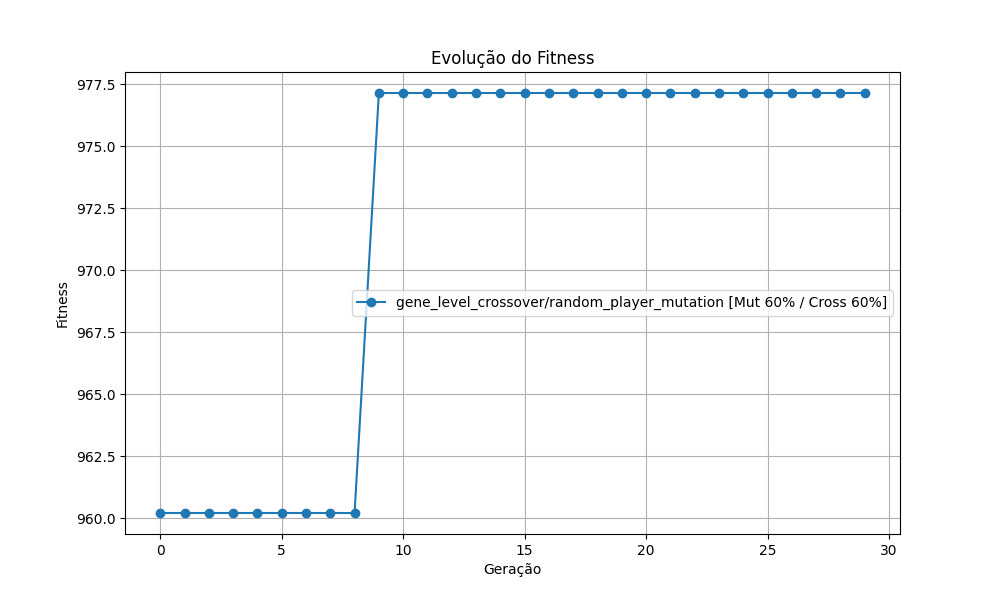 Evolução do Fitness
977.5
975.0
972.5
970.0
967.5
965.0
962.5
960.0
Fitness
gene_level_crossover/random_player_mutation [Mut 60% / Cross 60%]
0 5 10 15 20 25 30
Geração